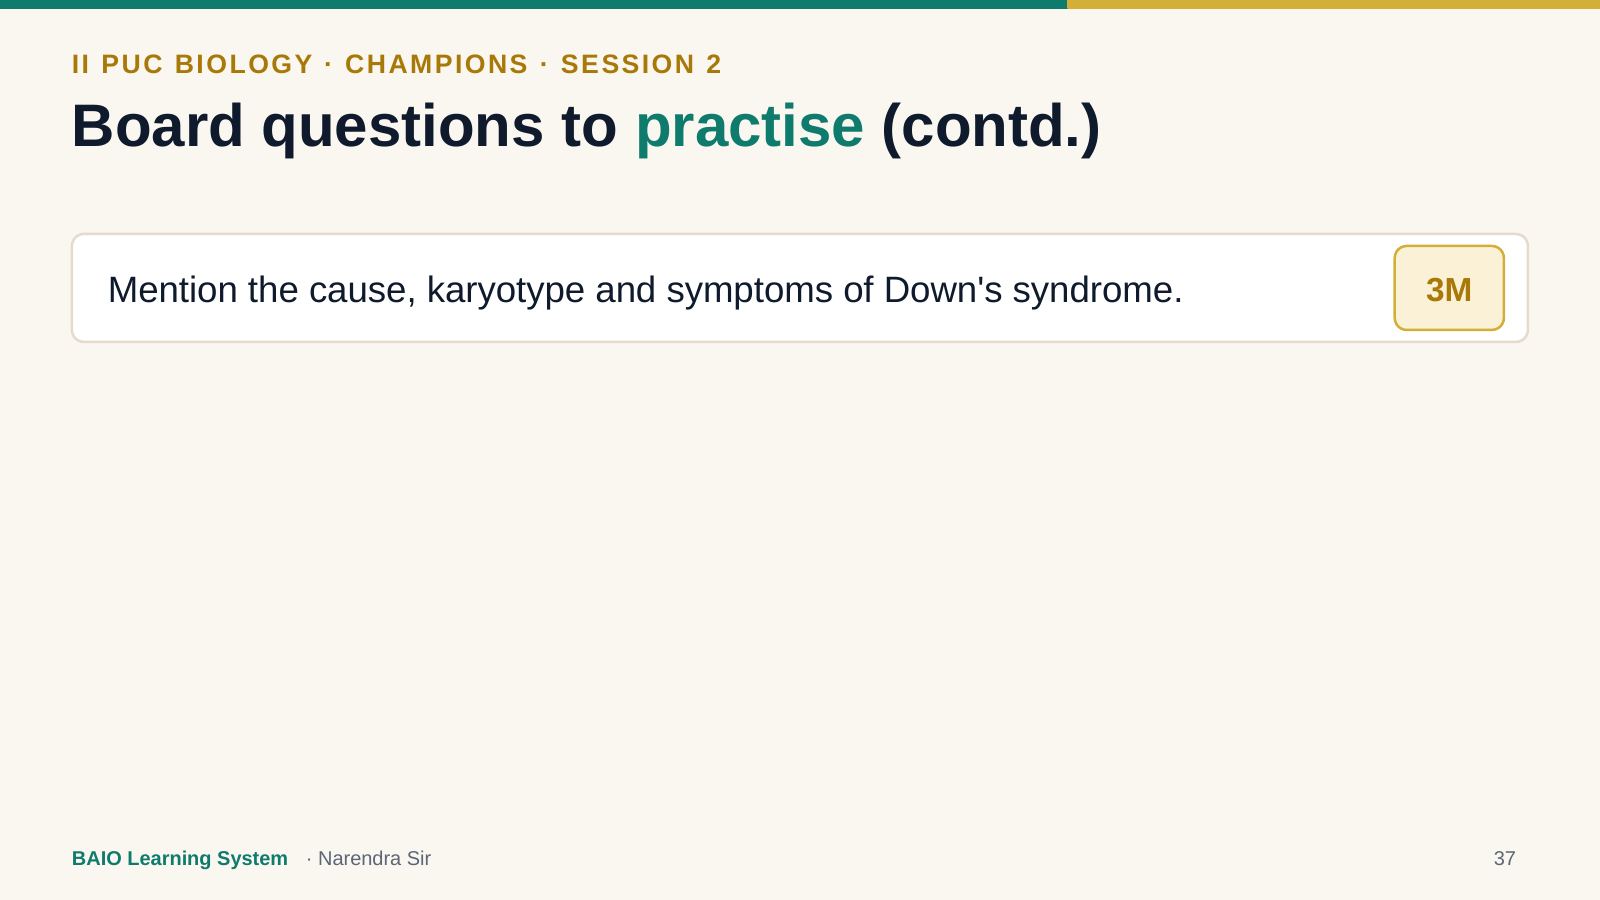 II PUC BIOLOGY · CHAMPIONS · SESSION 2
Board questions to practise (contd.)
Mention the cause, karyotype and symptoms of Down's syndrome.
3M
BAIO Learning System · Narendra Sir
37